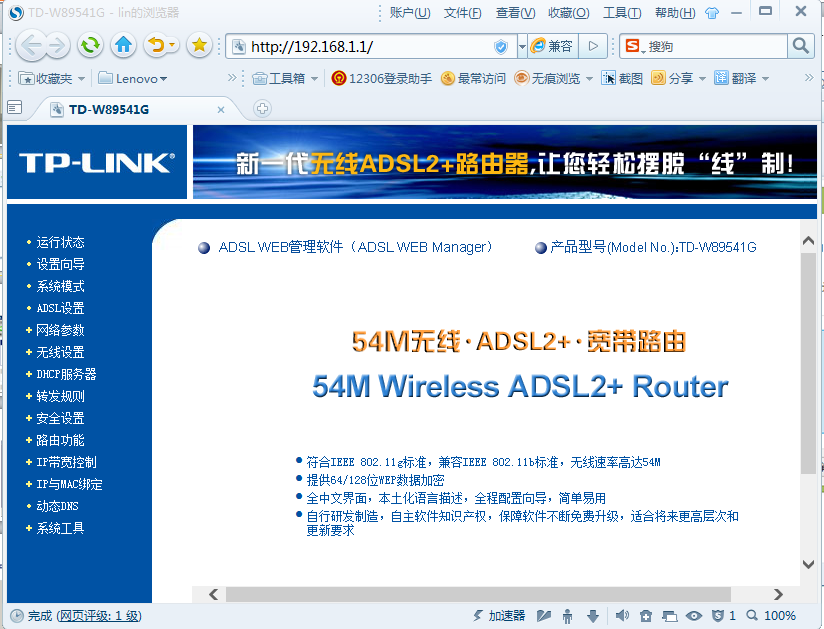 TD-W89541G - lin的浏览器 账户(U) 文件(F) 查看(V) 收藏(O) 工具(T) 帮助(H)
http://192.168.1.1/ 兼容 搜狗
收藏夹 Lenovo 工具箱 12306登录助手 最常访问 无痕浏览 截图 分享 翻译
TD-W89541G
TP-LINK®
新一代无线ADSL2+路由器,让您轻松摆脱“线”制!
ADSL WEB管理软件(ADSL WEB Manager) 产品型号(Model No.):TD-W89541G
运行状态
设置向导
系统模式
ADSL设置
网络参数
无线设置
DHCP服务器
转发规则
安全设置
路由功能
IP带宽控制
IP与MAC绑定
动态DNS
系统工具
54M无线·ADSL2+·宽带路由
54M Wireless ADSL2+ Router
符合IEEE 802.11g标准，兼容IEEE 802.11b标准，无线速率高达54M
提供64/128位WEP数据加密
全中文界面，本土化语言描述，全程配置向导，简单易用
自行研发制造，自主软件知识产权，保障软件不断免费升级，适合将来更高层次和
更新要求
完成 (网页评级: 1 级) 加速器 1 100%